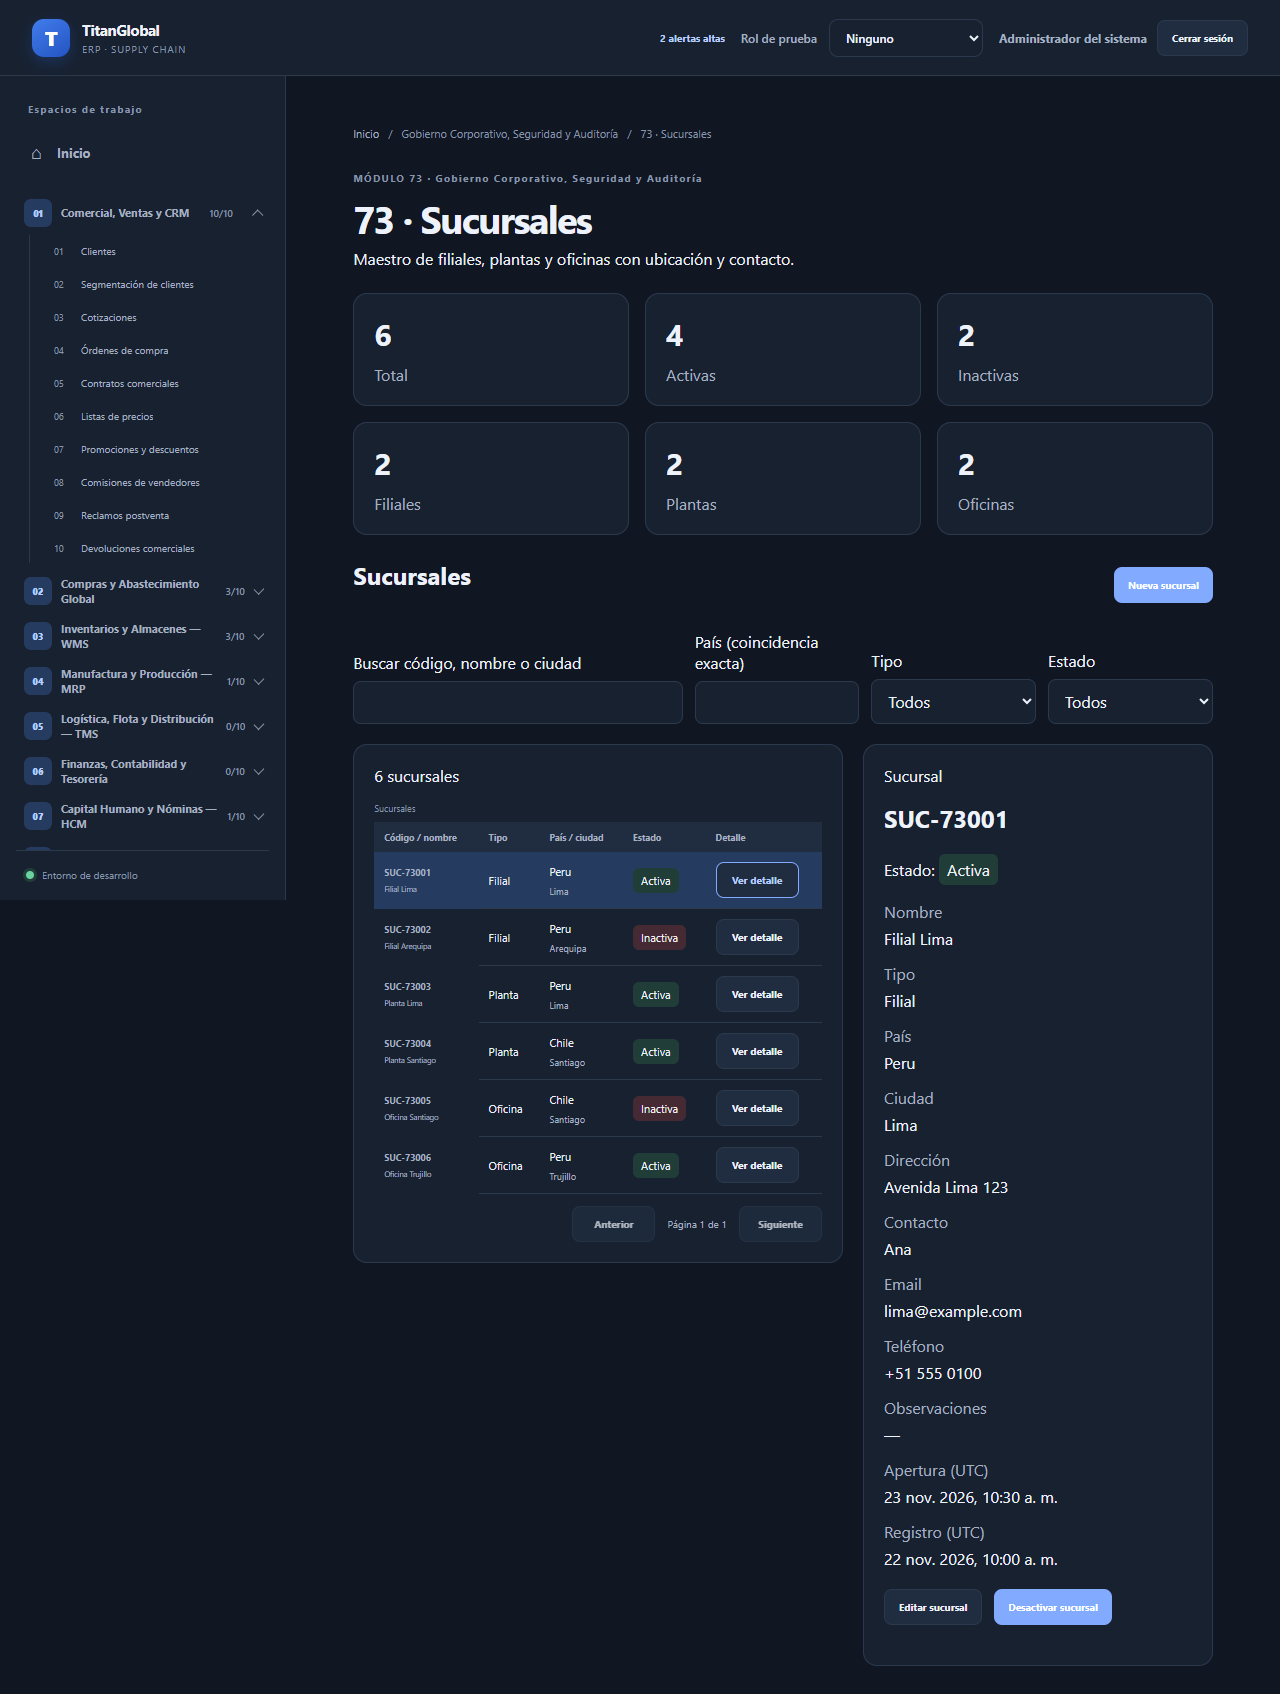 T
TitanGlobal
ERP · SUPPLY CHAIN
2 alertas altas
Rol de prueba
Ninguno
Administrador del sistema
Cerrar sesión
Espacios de trabajo
Inicio
01 Comercial, Ventas y CRM 10/10
01 Clientes
02 Segmentación de clientes
03 Cotizaciones
04 Órdenes de compra
05 Contratos comerciales
06 Listas de precios
07 Promociones y descuentos
08 Comisiones de vendedores
09 Reclamos postventa
10 Devoluciones comerciales
02 Compras y Abastecimiento Global 3/10
03 Inventarios y Almacenes — WMS 3/10
04 Manufactura y Producción — MRP 1/10
05 Logística, Flota y Distribución — TMS 0/10
06 Finanzas, Contabilidad y Tesorería 0/10
07 Capital Humano y Nóminas — HCM 1/10
Entorno de desarrollo
Inicio / Gobierno Corporativo, Seguridad y Auditoría / 73 · Sucursales
MÓDULO 73 · Gobierno Corporativo, Seguridad y Auditoría
73 · Sucursales
Maestro de filiales, plantas y oficinas con ubicación y contacto.
6
Total
4
Activas
2
Inactivas
2
Filiales
2
Plantas
2
Oficinas
Sucursales
Nueva sucursal
Buscar código, nombre o ciudad
País (coincidencia exacta)
Tipo
Todos
Estado
Todos
6 sucursales
Sucursales
Código / nombre Tipo País / ciudad Estado Detalle
SUC-73001 Filial Peru Activa Ver detalle
Filial Lima Lima
SUC-73002 Filial Peru Inactiva Ver detalle
Filial Arequipa Arequipa
SUC-73003 Planta Peru Activa Ver detalle
Planta Lima Lima
SUC-73004 Planta Chile Activa Ver detalle
Planta Santiago Santiago
SUC-73005 Oficina Chile Inactiva Ver detalle
Oficina Santiago Santiago
SUC-73006 Oficina Peru Activa Ver detalle
Oficina Trujillo Trujillo
Anterior Página 1 de 1 Siguiente
Sucursal
SUC-73001
Estado: Activa
Nombre
Filial Lima
Tipo
Filial
País
Peru
Ciudad
Lima
Dirección
Avenida Lima 123
Contacto
Ana
Email
lima@example.com
Teléfono
+51 555 0100
Observaciones
—
Apertura (UTC)
23 nov. 2026, 10:30 a. m.
Registro (UTC)
22 nov. 2026, 10:00 a. m.
Editar sucursal
Desactivar sucursal